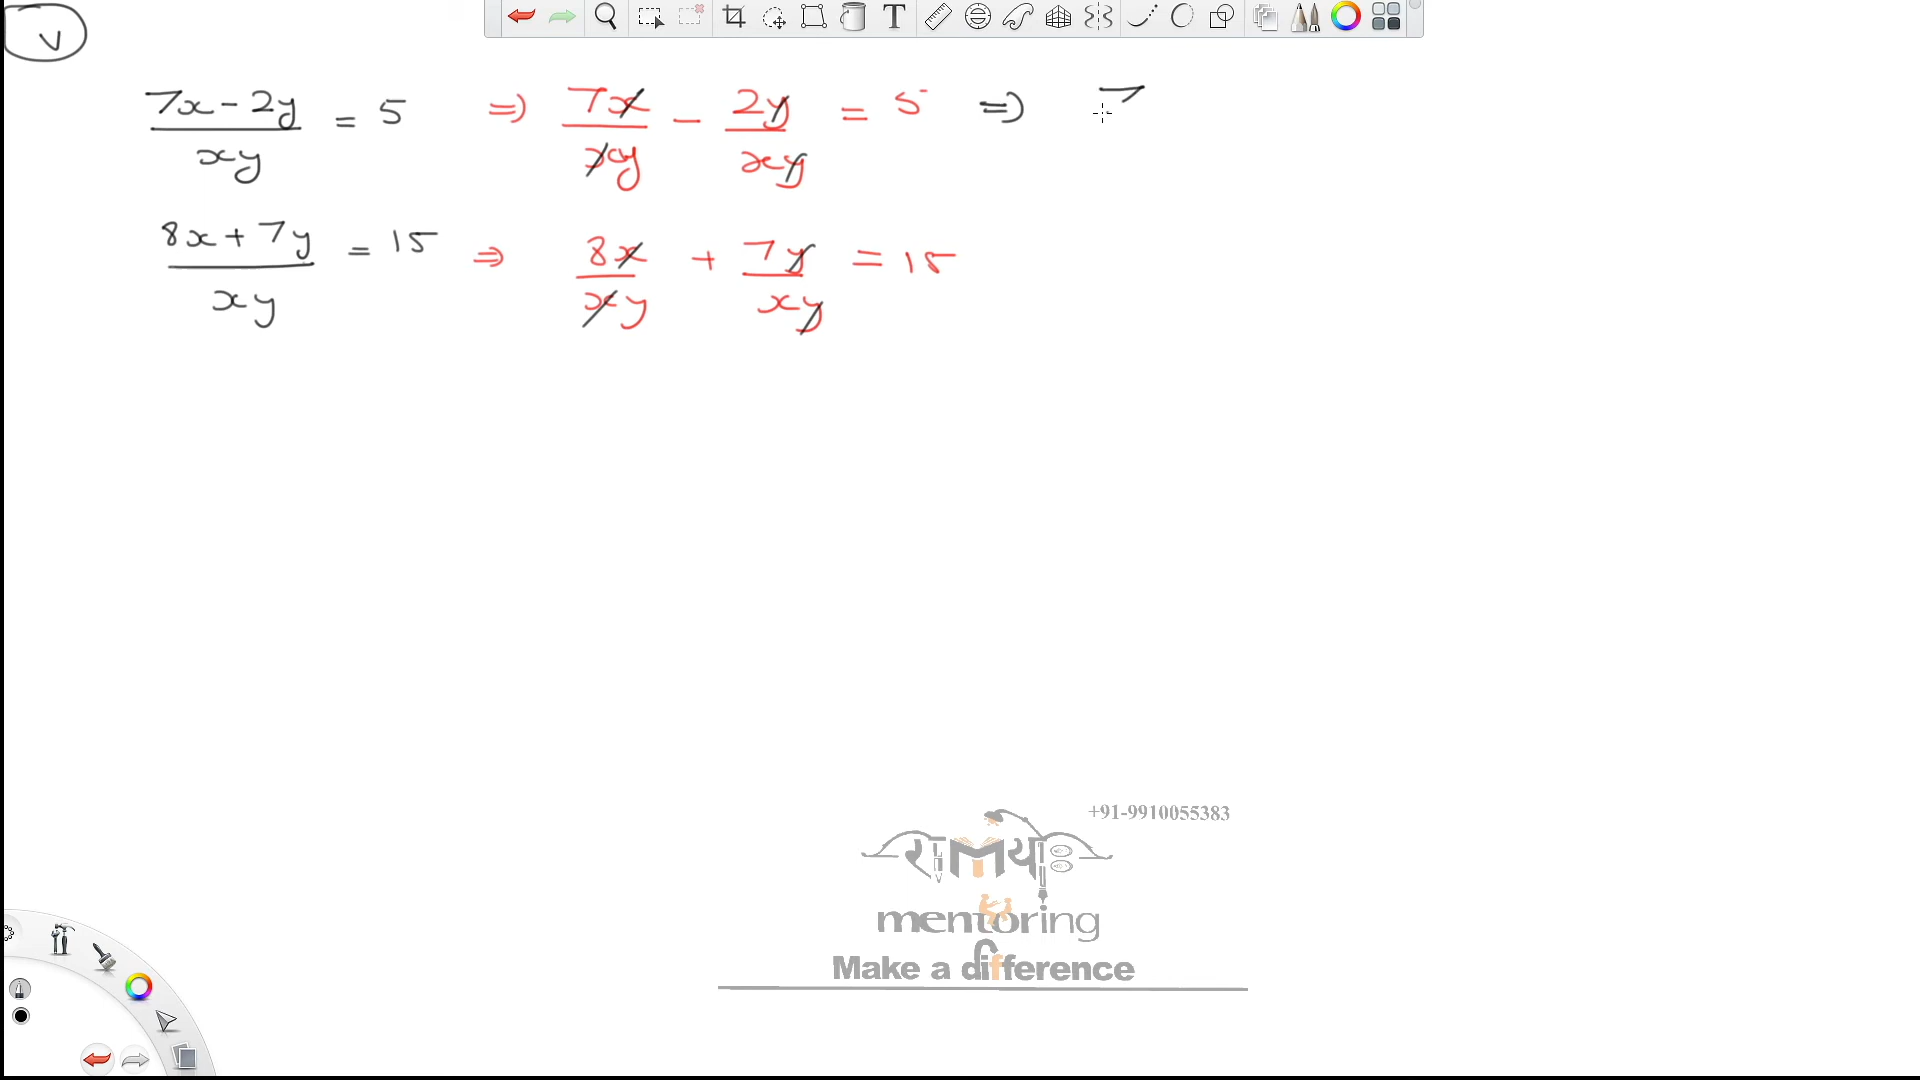 v
(7x - 2y)/(xy) = 5 ⇒ 7x/xy - 2y/xy = 5 ⇒ 7
(8x + 7y)/(xy) = 15 ⇒ 8x/xy + 7y/xy = 15
T
+91-9910055383
रामया
mentoring
Make a difference